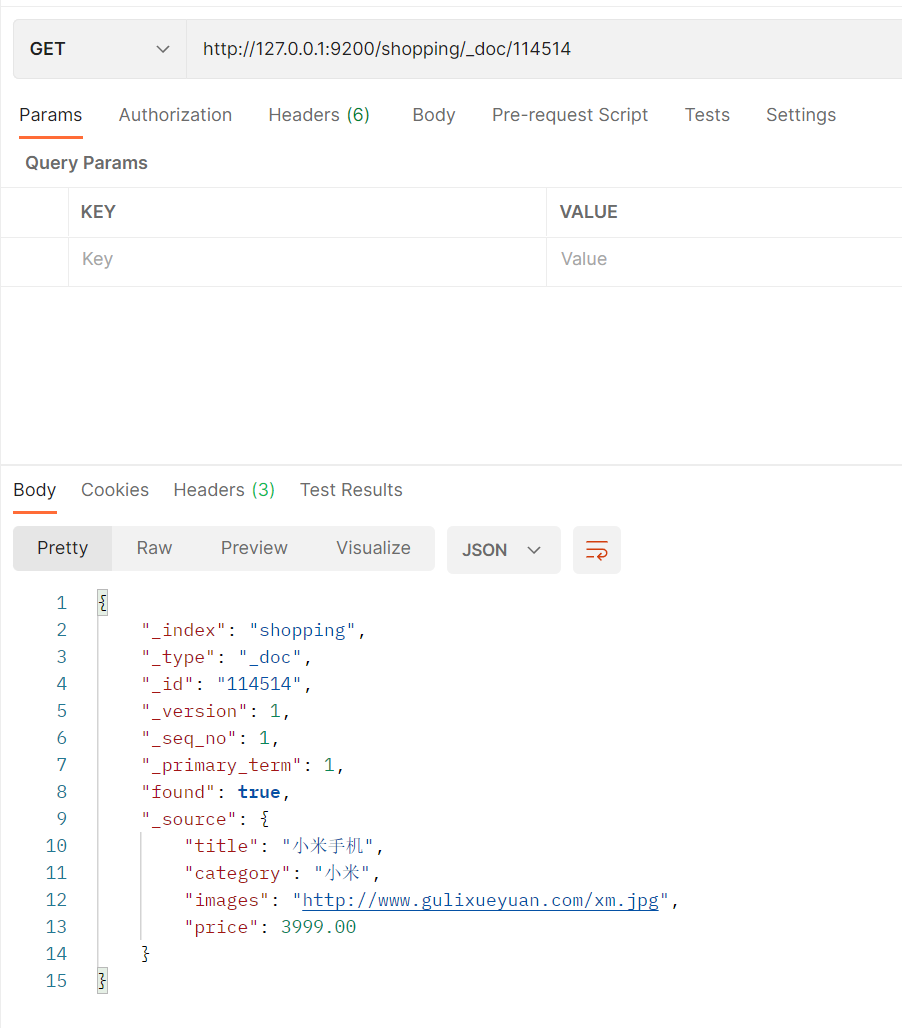 GET http://127.0.0.1:9200/shopping/_doc/114514
Params Authorization Headers (6) Body Pre-request Script Tests Settings
Query Params
KEY VALUE
Key Value
Body Cookies Headers (3) Test Results
Pretty Raw Preview Visualize JSON
1 {
2 "_index": "shopping",
3 "_type": "_doc",
4 "_id": "114514",
5 "_version": 1,
6 "_seq_no": 1,
7 "_primary_term": 1,
8 "found": true,
9 "_source": {
10 "title": "小米手机",
11 "category": "小米",
12 "images": "http://www.gulixueyuan.com/xm.jpg",
13 "price": 3999.00
14 }
15 }